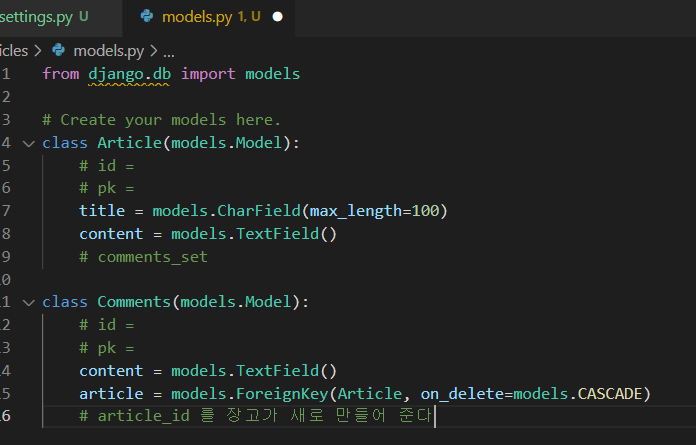 settings.py U models.py 1, U
icles > models.py > ...
1 from django.db import models
2
3 # Create your models here.
4 class Article(models.Model):
5 # id =
6 # pk =
7 title = models.CharField(max_length=100)
8 content = models.TextField()
9 # comments_set
10
11 class Comments(models.Model):
12 # id =
13 # pk =
14 content = models.TextField()
15 article = models.ForeignKey(Article, on_delete=models.CASCADE)
16 # article_id 를 장고가 새로 만들어 준다